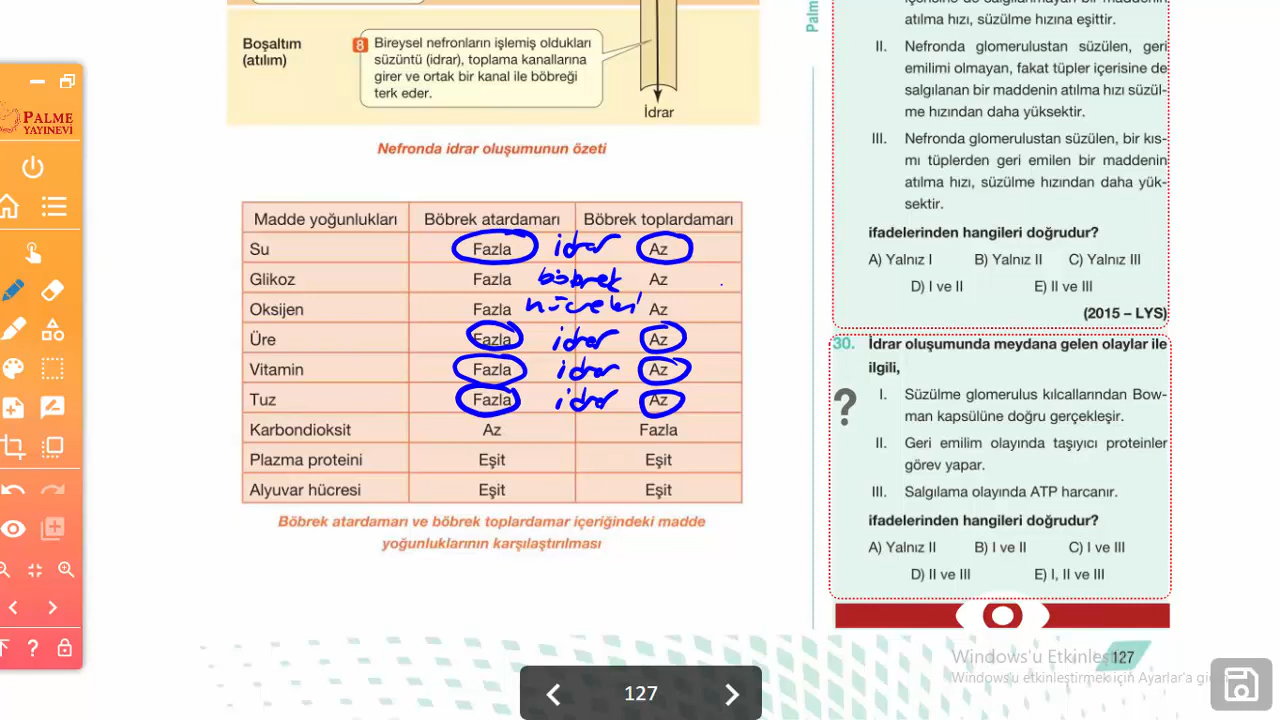 PALME
YAYINEVİ
Boşaltım
(atılım)
8 Bireysel nefronların işlemiş oldukları
süzüntü (idrar), toplama kanallarına
girer ve ortak bir kanal ile böbreği
terk eder.
İdrar
Nefronda idrar oluşumunun özeti
Madde yoğunlukları Böbrek atardamarı Böbrek toplardamarı
Su Fazla idrar Az
Glikoz Fazla böbrek Az
Oksijen Fazla hücreleri Az
Üre Fazla idrar Az
Vitamin Fazla idrar Az
Tuz Fazla idrar Az
Karbondioksit Az Fazla
Plazma proteini Eşit Eşit
Alyuvar hücresi Eşit Eşit
Böbrek atardamarı ve böbrek toplardamar içeriğindeki madde
yoğunluklarının karşılaştırılması
Palm
atılma hızı, süzülme hızına eşittir.
II. Nefronda glomerulustan süzülen, geri
emilimi olmayan, fakat tüpler içerisine de
salgılanan bir maddenin atılma hızı süzül-
me hızından daha yüksektir.
III. Nefronda glomerulustan süzülen, bir kıs-
mı tüplerden geri emilen bir maddenin
atılma hızı, süzülme hızından daha yük-
sektir.
ifadelerinden hangileri doğrudur?
A) Yalnız I B) Yalnız II C) Yalnız III
D) I ve II E) II ve III
(2015 – LYS)
30. İdrar oluşumunda meydana gelen olaylar ile
ilgili,
?
I. Süzülme glomerulus kılcallarından Bow-
man kapsülüne doğru gerçekleşir.
II. Geri emilim olayında taşıyıcı proteinler
görev yapar.
III. Salgılama olayında ATP harcanır.
ifadelerinden hangileri doğrudur?
A) Yalnız II B) I ve II C) I ve III
D) II ve III E) I, II ve III
Windows'u Etkinleş
127
Windows'u etkinleştirmek için Ayarlar'a gi
127